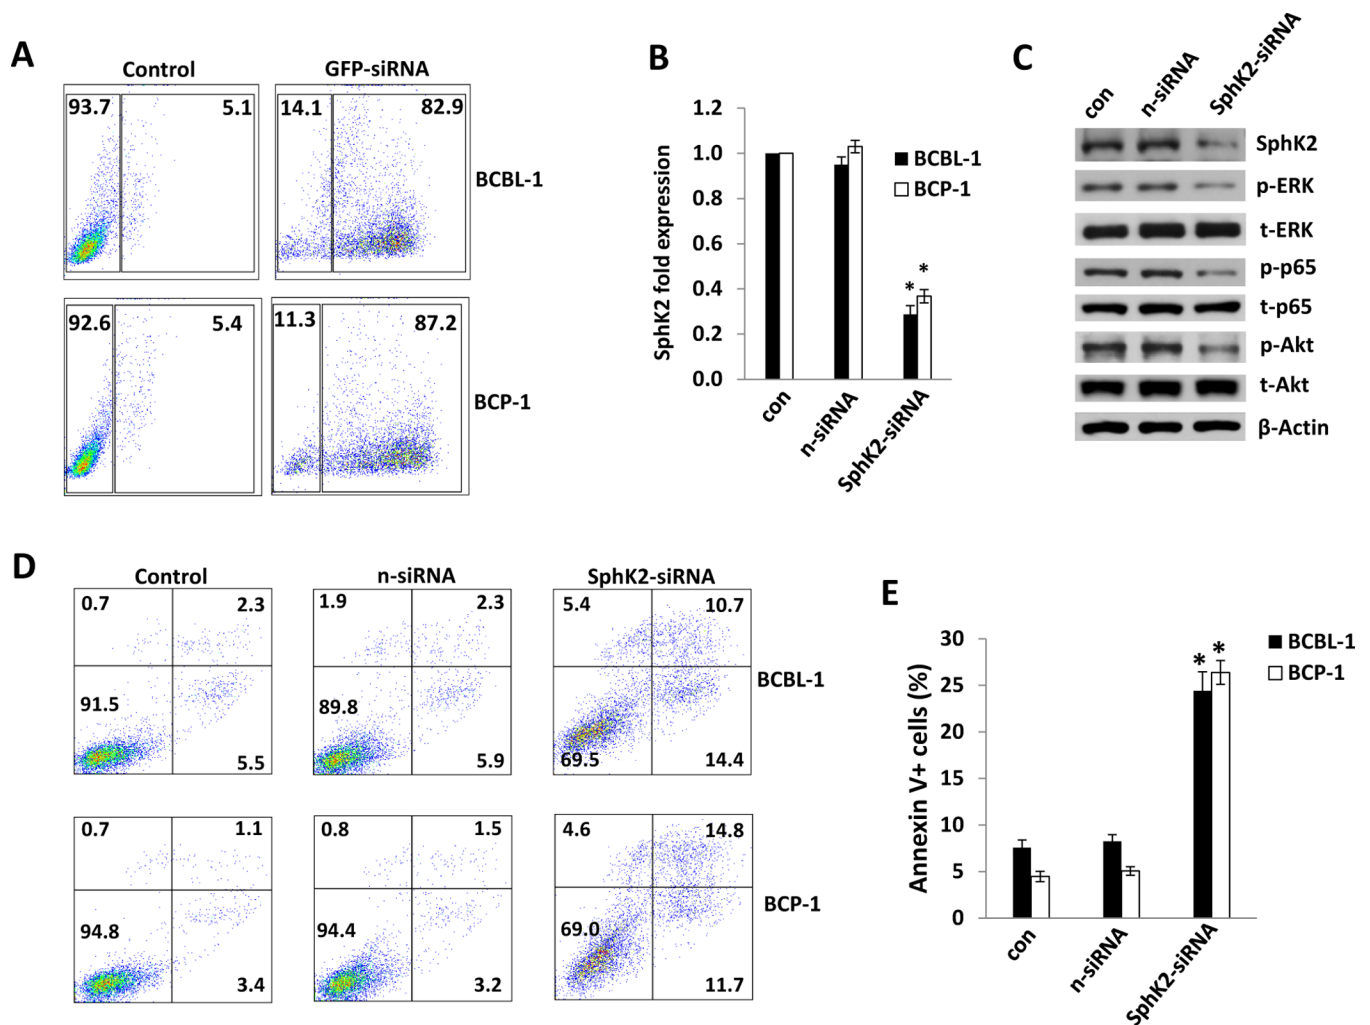 A
Control
GFP-siRNA
93.7
5.1
14.1
82.9
BCBL-1
92.6
5.4
11.3
87.2
BCP-1
B
SphK2 fold expression
1.2
1.0
0.8
0.6
0.4
0.2
0.0
BCBL-1
BCP-1
*
*
con
n-siRNA
SphK2-siRNA
C
con
n-siRNA
SphK2-siRNA
SphK2
p-ERK
t-ERK
p-p65
t-p65
p-Akt
t-Akt
β-Actin
D
Control
n-siRNA
SphK2-siRNA
0.7
2.3
1.9
2.3
5.4
10.7
BCBL-1
91.5
5.5
89.8
5.9
69.5
14.4
0.7
1.1
0.8
1.5
4.6
14.8
BCP-1
94.8
3.4
94.4
3.2
69.0
11.7
E
Annexin V+ cells (%)
30
25
20
15
10
5
0
BCBL-1
BCP-1
*
*
con
n-siRNA
SphK2-siRNA